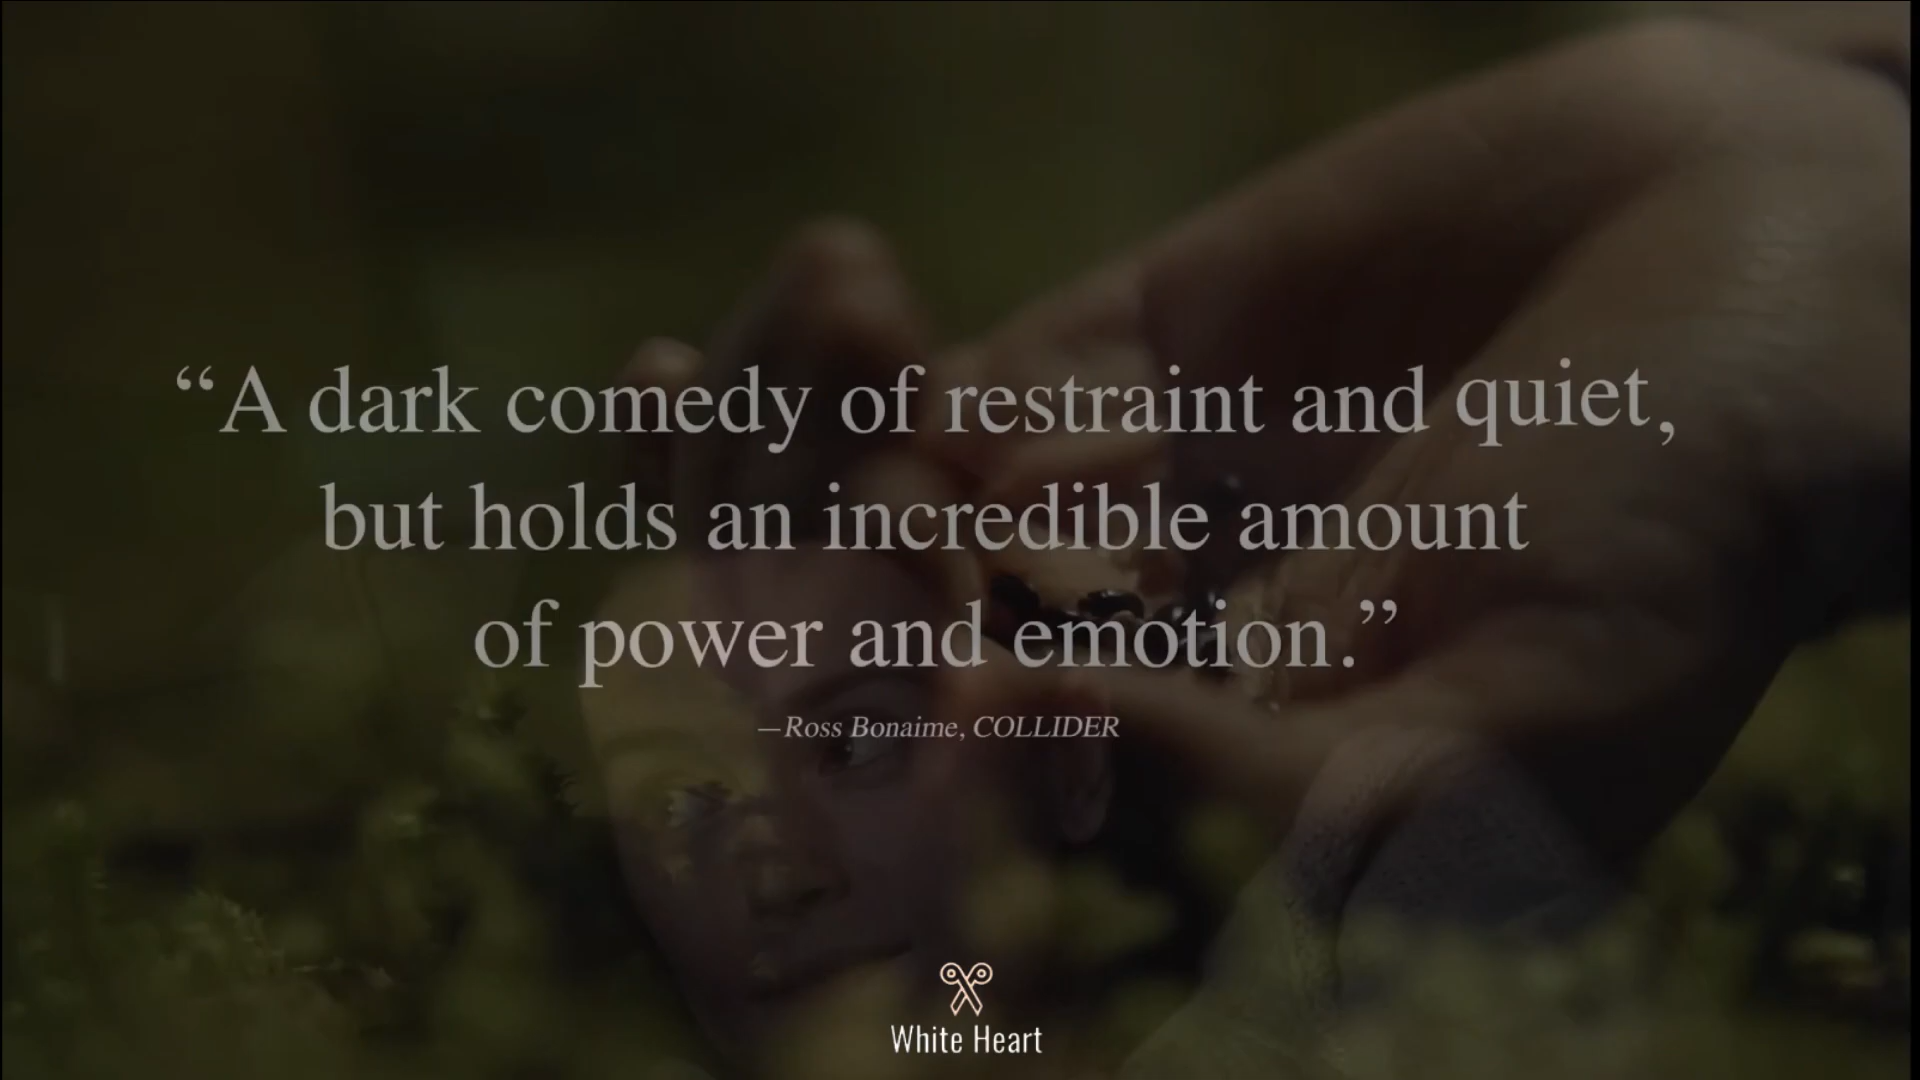 “A dark comedy of restraint and quiet,
but holds an incredible amount
of power and emotion.”
—Ross Bonaime, COLLIDER
White Heart